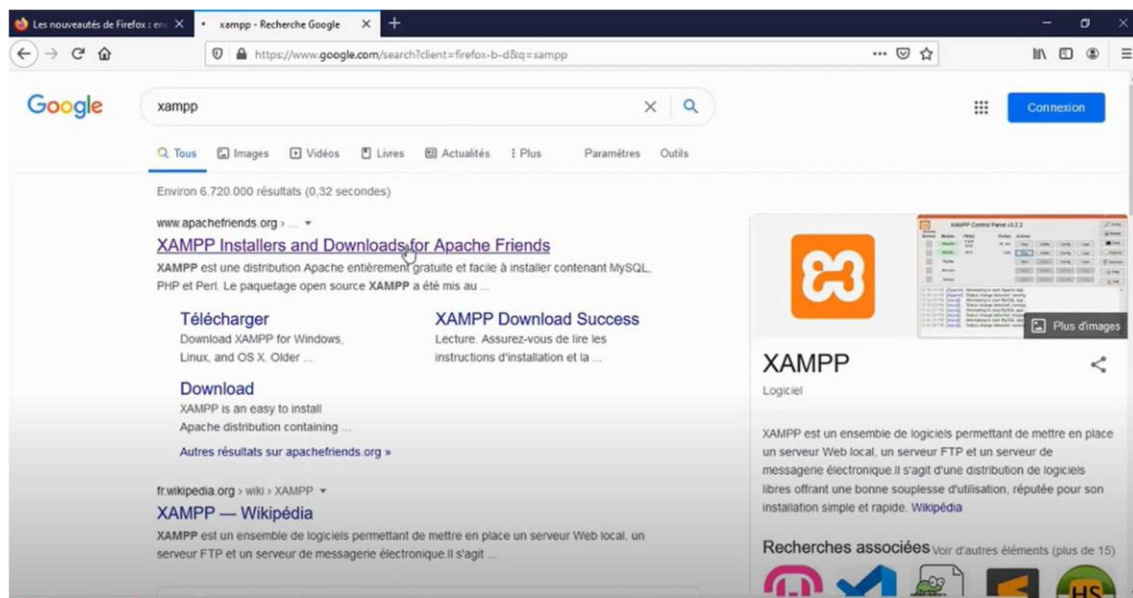 Les nouveautés de Firefox : enc
xampp - Recherche Google
https://www.google.com/search?client=firefox-b-d&q=xampp
Google
xampp
Connexion
Tous Images Vidéos Livres Actualités Plus Paramètres Outils
Environ 6.720.000 résultats (0,32 secondes)
www.apachefriends.org › ...
XAMPP Installers and Downloads for Apache Friends
XAMPP est une distribution Apache entièrement gratuite et facile à installer contenant MySQL,
PHP et Perl. Le paquetage open source XAMPP a été mis au ...
Télécharger
Download XAMPP for Windows,
Linux, and OS X. Older ...
XAMPP Download Success
Lecture. Assurez-vous de lire les
instructions d'installation et la ...
Download
XAMPP is an easy to install
Apache distribution containing ...
Autres résultats sur apachefriends.org »
fr.wikipedia.org › wiki › XAMPP
XAMPP — Wikipédia
XAMPP est un ensemble de logiciels permettant de mettre en place un serveur Web local, un
serveur FTP et un serveur de messagerie électronique.Il s'agit ...
XAMPP Control Panel v3.2.2
Plus d'images
XAMPP
Logiciel
XAMPP est un ensemble de logiciels permettant de mettre en place
un serveur Web local, un serveur FTP et un serveur de
messagerie électronique.Il s'agit d'une distribution de logiciels
libres offrant une bonne souplesse d'utilisation, réputée pour son
installation simple et rapide. Wikipédia
Recherches associées Voir d'autres éléments (plus de 15)
HS